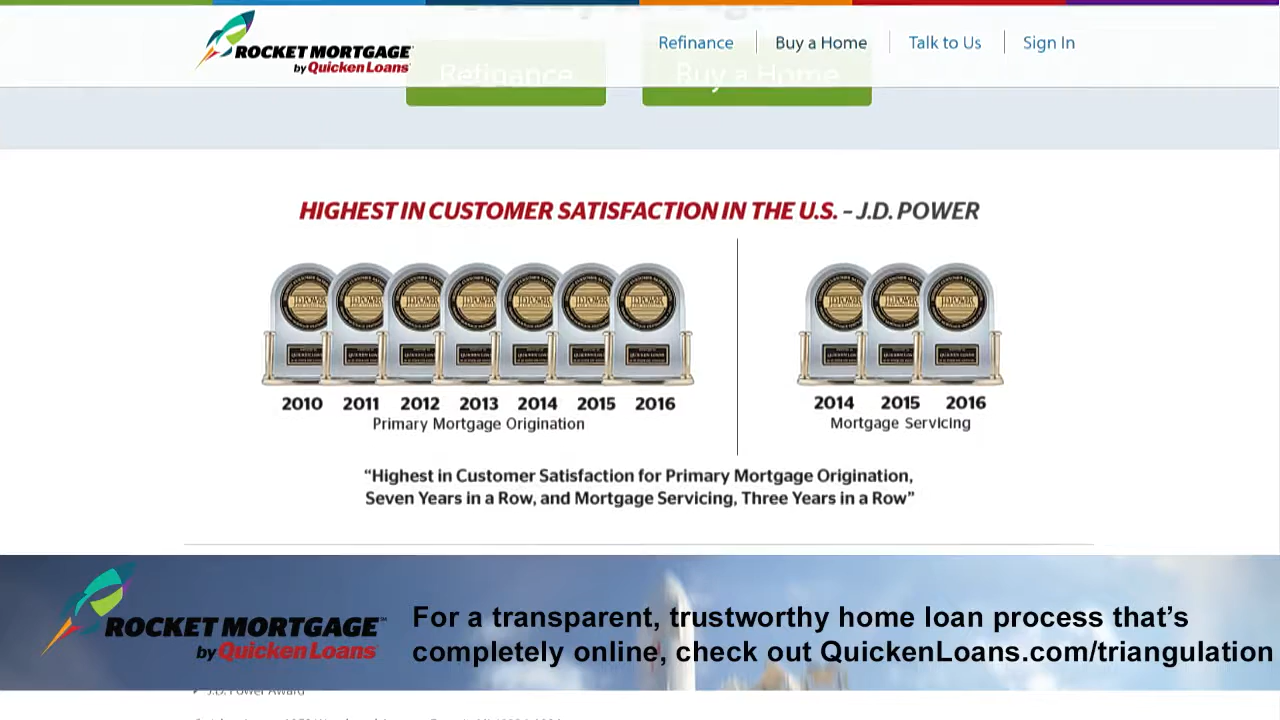 ROCKET MORTGAGE
by Quicken Loans
Refinance
Buy a Home
Talk to Us
Sign In
Refinance
Buy a Home
HIGHEST IN CUSTOMER SATISFACTION IN THE U.S. – J.D. POWER
2010 2011 2012 2013 2014 2015 2016
Primary Mortgage Origination
2014 2015 2016
Mortgage Servicing
“Highest in Customer Satisfaction for Primary Mortgage Origination,
Seven Years in a Row, and Mortgage Servicing, Three Years in a Row”
ROCKET MORTGAGE™
by Quicken Loans
For a transparent, trustworthy home loan process that’s
completely online, check out QuickenLoans.com/triangulation
J.D. Power Award